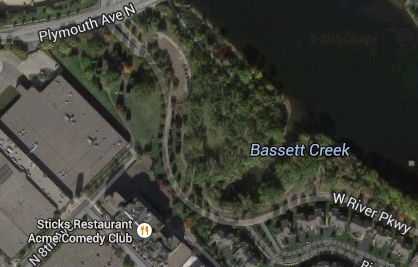 Plymouth Ave N
©2015 Google
Bassett Creek
W River Pkwy
Sticks Restaurant
Acme Comedy Club
N 8th